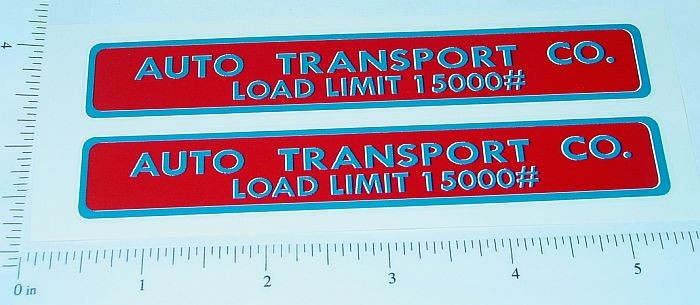 AUTO TRANSPORT CO.
LOAD LIMIT 15000#
AUTO TRANSPORT CO.
LOAD LIMIT 15000#
4
0 in 1 2 3 4 5